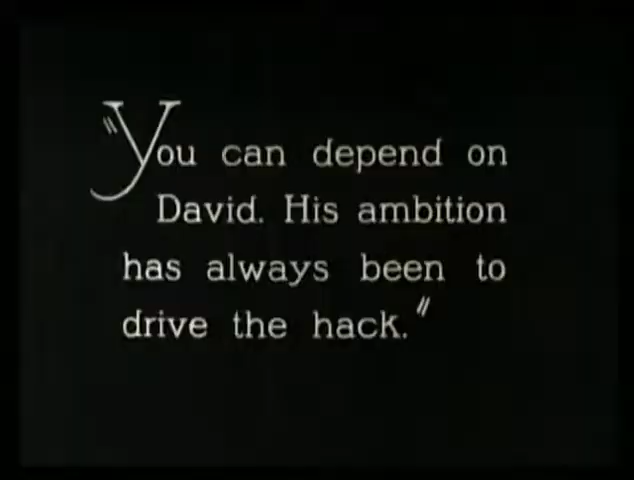 "You can depend on
David. His ambition
has always been to
drive the hack."